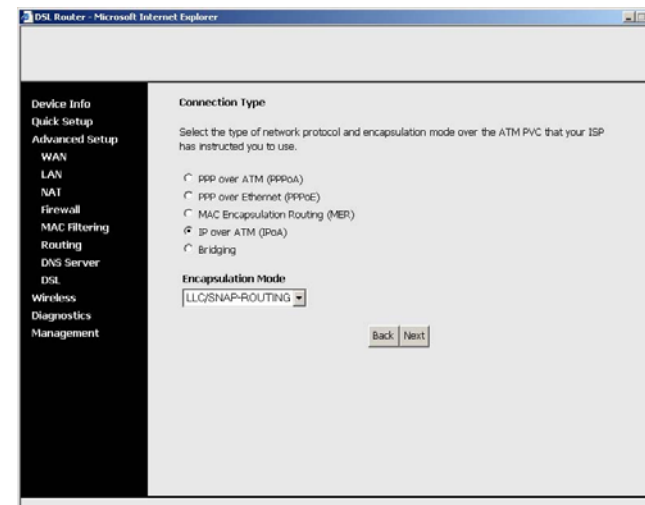 DSL Router - Microsoft Internet Explorer
Device Info
Quick Setup
Advanced Setup
WAN
LAN
NAT
Firewall
MAC Filtering
Routing
DNS Server
DSL
Wireless
Diagnostics
Management
Connection Type
Select the type of network protocol and encapsulation mode over the ATM PVC that your ISP
has instructed you to use.
PPP over ATM (PPPoA)
PPP over Ethernet (PPPoE)
MAC Encapsulation Routing (MER)
IP over ATM (IPoA)
Bridging
Encapsulation Mode
LLC/SNAP-ROUTING
Back Next